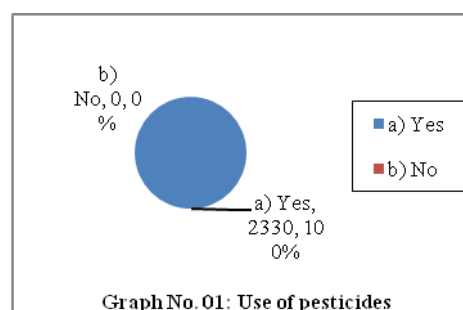 b)
No, 0, 0
%
a) Yes
b) No
a) Yes,
2330, 10
0%
Graph No. 01: Use of pesticides